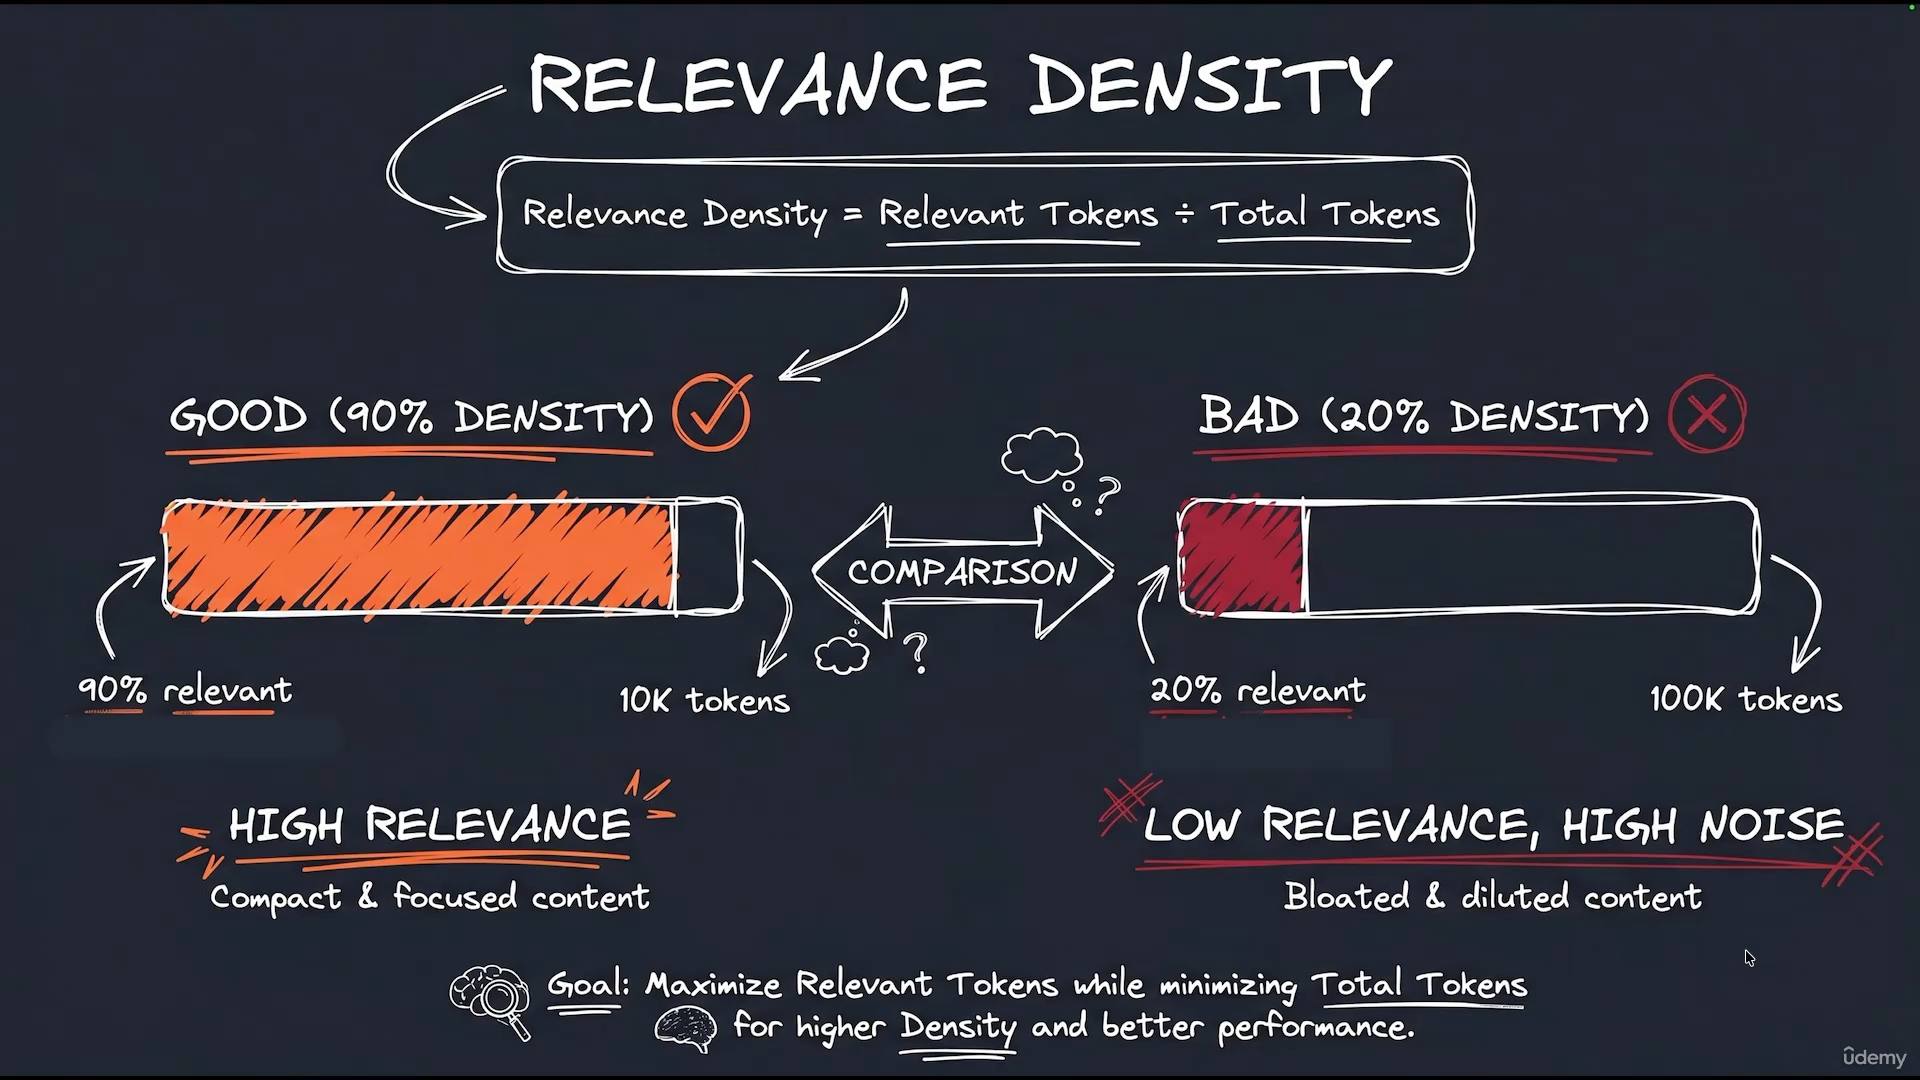 RELEVANCE DENSITY
Relevance Density = Relevant Tokens ÷ Total Tokens
GOOD (90% DENSITY)
BAD (20% DENSITY)
?
COMPARISON
?
90% relevant
10K tokens
20% relevant
100K tokens
HIGH RELEVANCE
Compact & focused content
LOW RELEVANCE, HIGH NOISE
Bloated & diluted content
Goal: Maximize Relevant Tokens while minimizing Total Tokens
for higher Density and better performance.
ûdemy